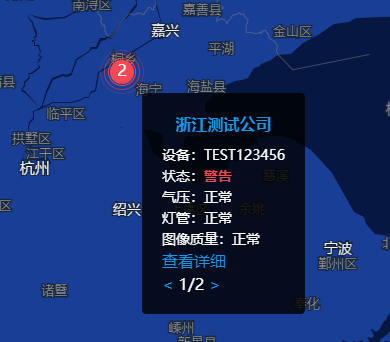 南浔区
嘉善县
嘉兴
金山区
平湖
桐乡
2
海宁
海盐县
临平区
拱墅区
江干区
杭州
绍兴
浙江测试公司
设备：TEST123456
状态：警告
气压：正常
灯管：正常
图像质量：正常
查看详细
< 1/2 >
慈溪
余姚
宁波
鄞州区
诸暨
奉化
嵊州
新昌县